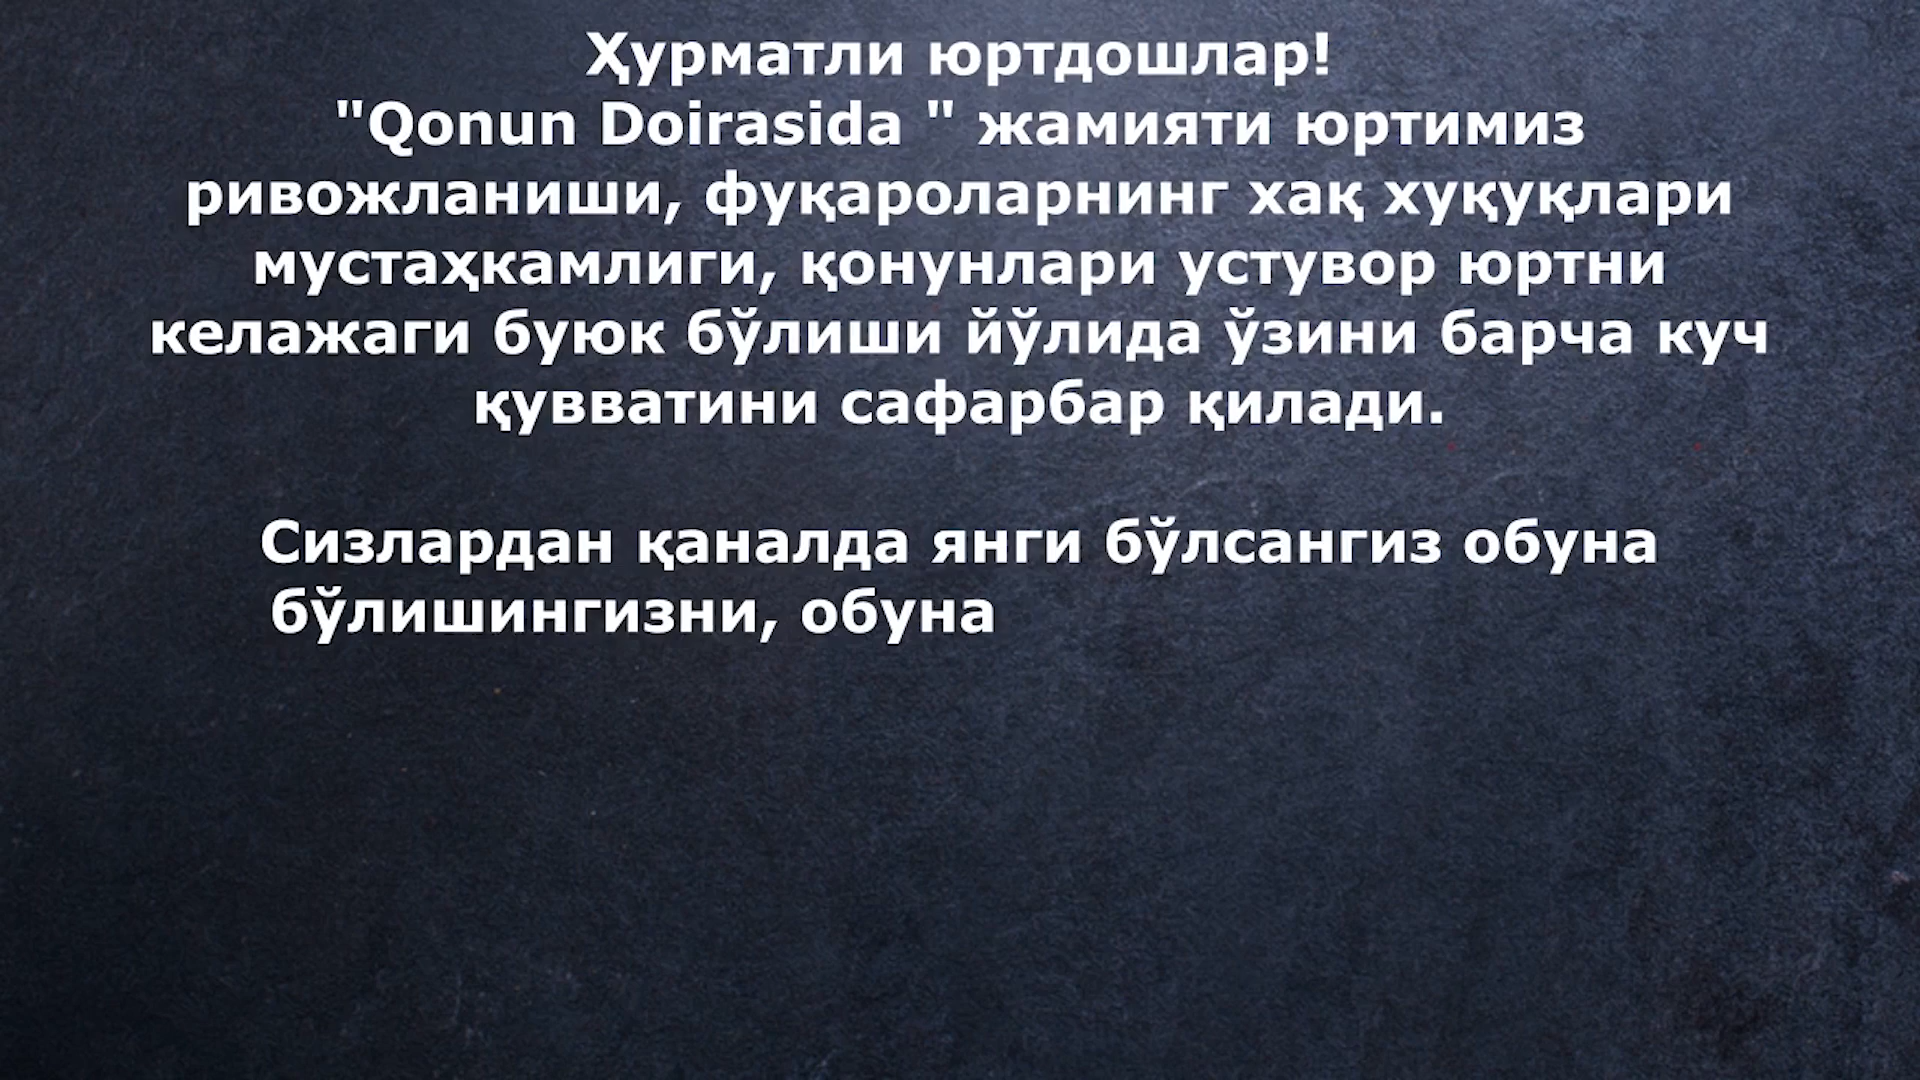 Ҳурматли юртдошлар!
"Qonun Doirasida " жамияти юртимиз
ривожланиши, фуқароларнинг хақ хуқуқлари
мустаҳкамлиги, қонунлари устувор юртни
келажаги буюк бўлиши йўлида ўзини барча куч
қувватини сафарбар қилади.
Сизлардан қаналда янги бўлсангиз обуна
бўлишингизни, обуна